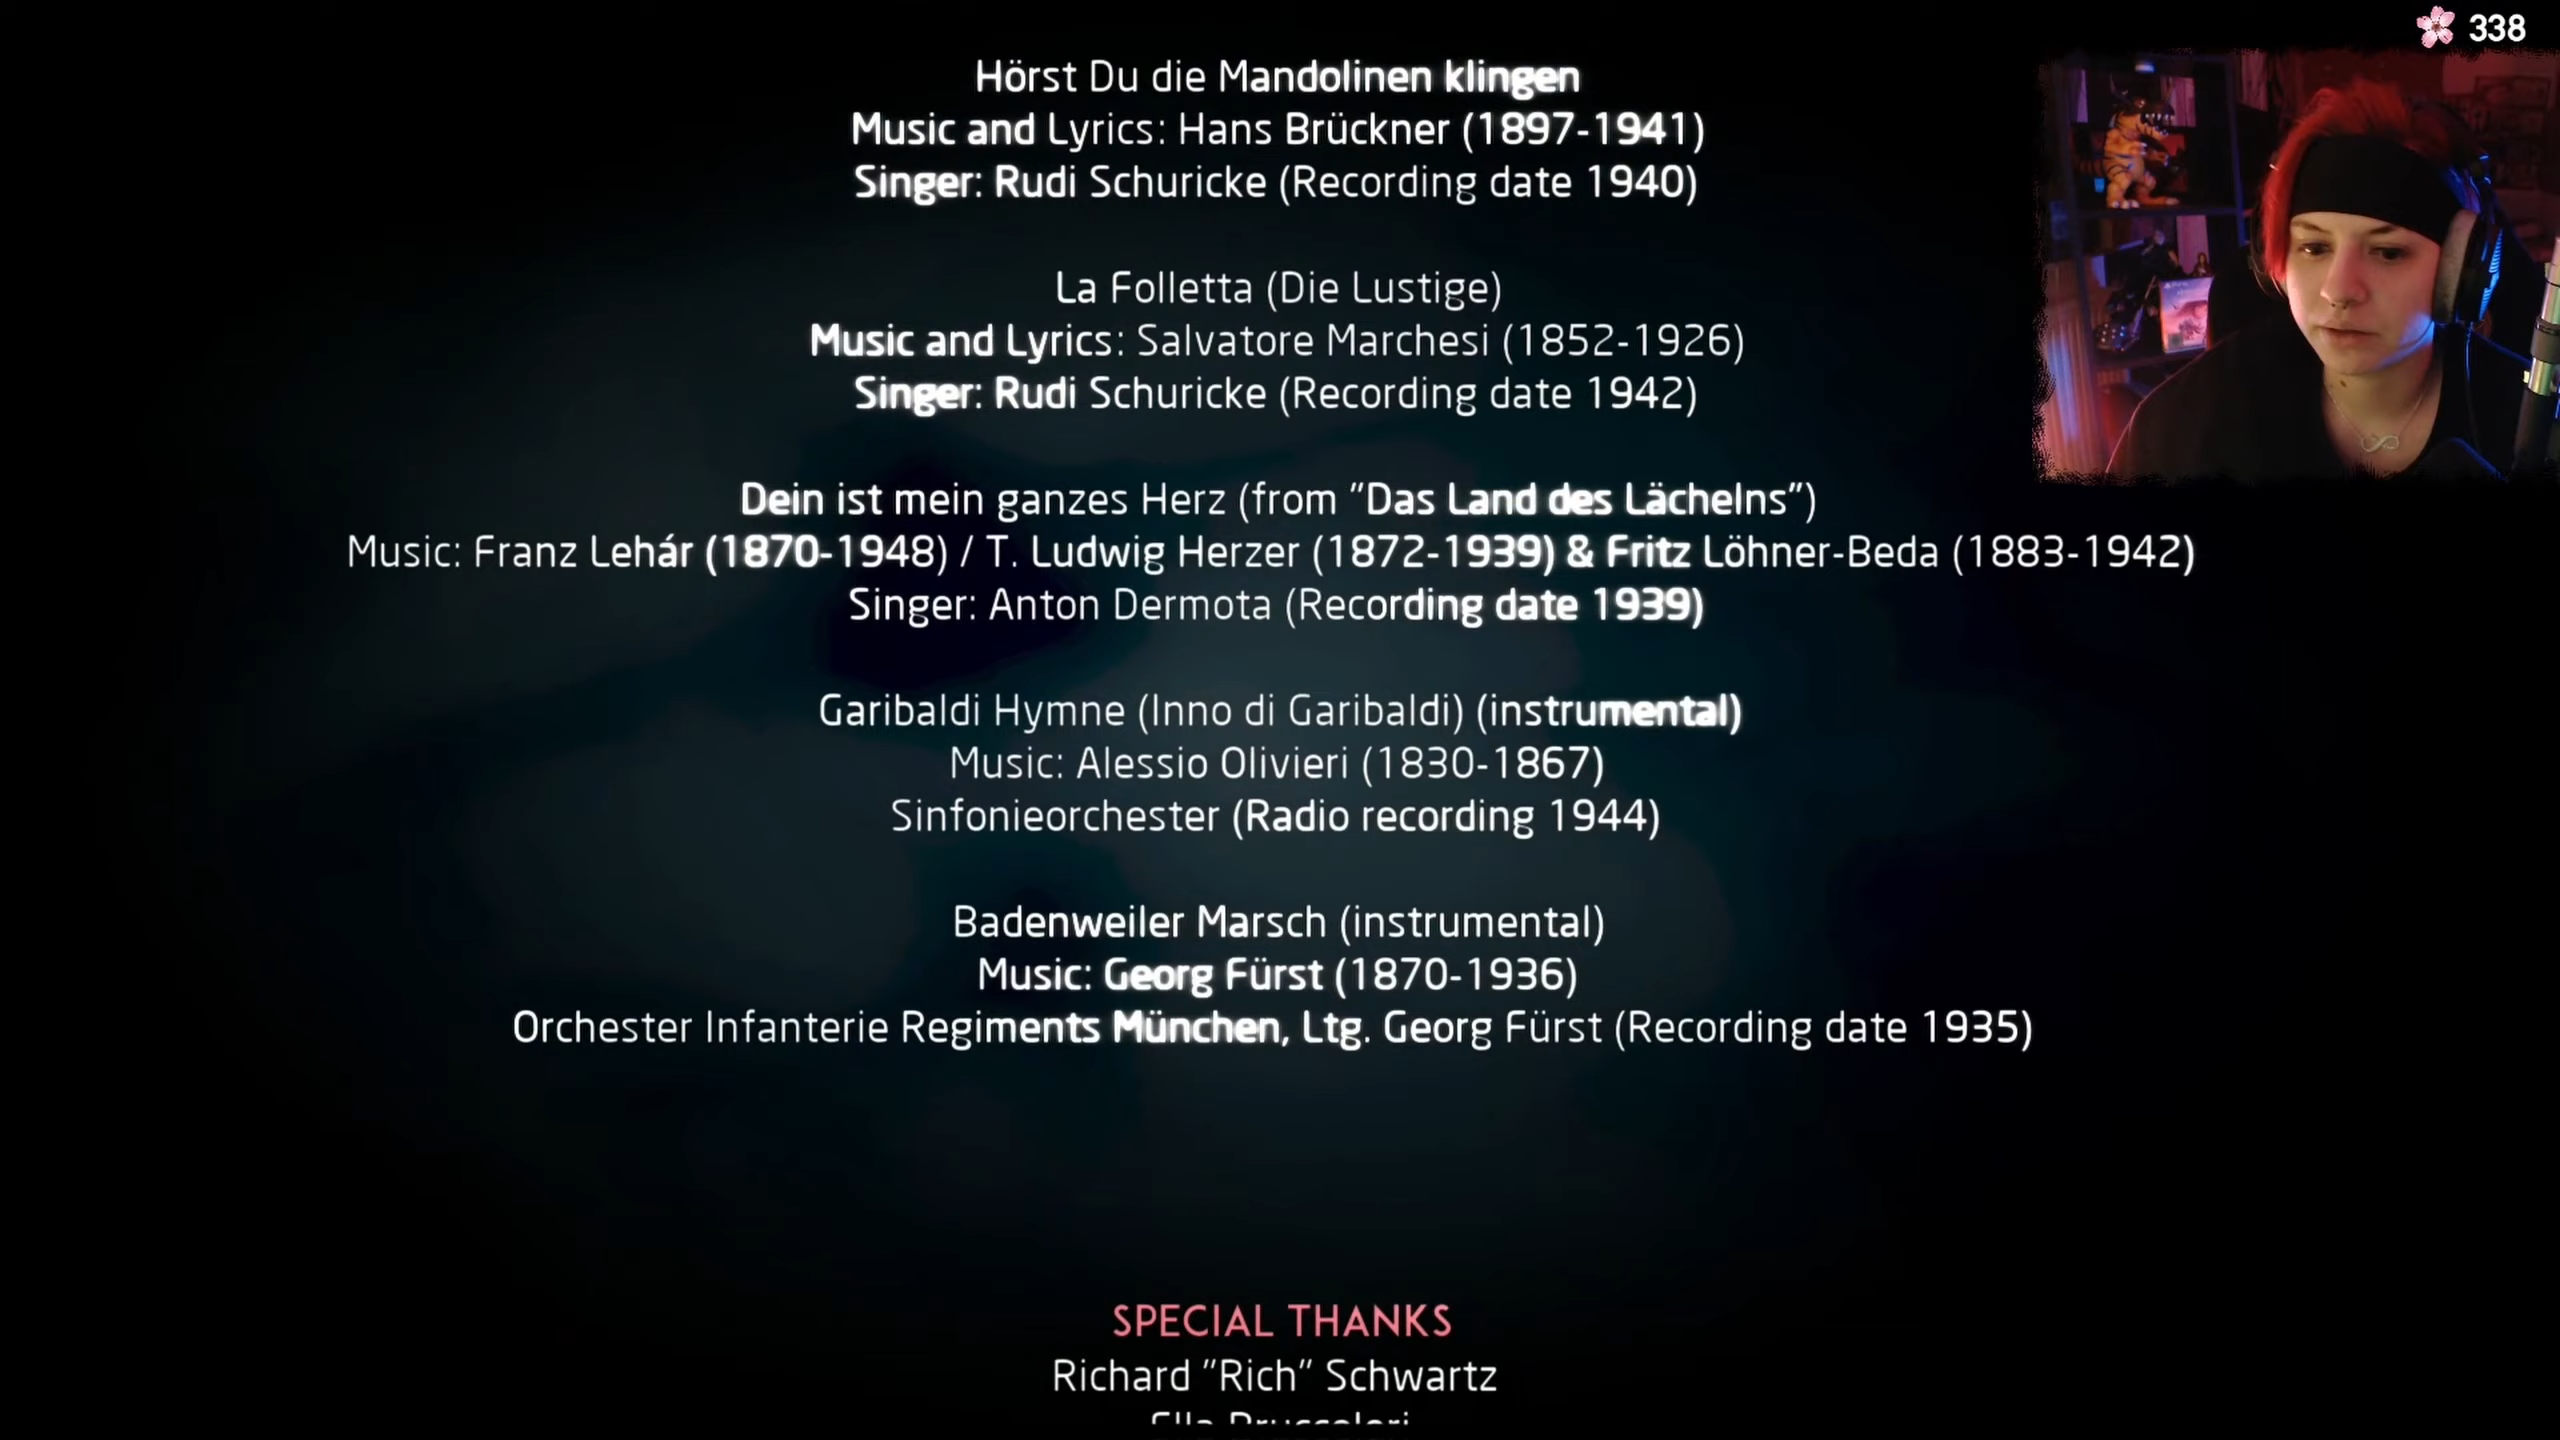 338
Hörst Du die Mandolinen klingen
Music and Lyrics: Hans Brückner (1897-1941)
Singer: Rudi Schuricke (Recording date 1940)
La Folletta (Die Lustige)
Music and Lyrics: Salvatore Marchesi (1852-1926)
Singer: Rudi Schuricke (Recording date 1942)
Dein ist mein ganzes Herz (from "Das Land des Lächelns")
Music: Franz Lehár (1870-1948) / T. Ludwig Herzer (1872-1939) & Fritz Löhner-Beda (1883-1942)
Singer: Anton Dermota (Recording date 1939)
Garibaldi Hymne (Inno di Garibaldi) (instrumental)
Music: Alessio Olivieri (1830-1867)
Sinfonieorchester (Radio recording 1944)
Badenweiler Marsch (instrumental)
Music: Georg Fürst (1870-1936)
Orchester Infanterie Regiments München, Ltg. Georg Fürst (Recording date 1935)
SPECIAL THANKS
Richard "Rich" Schwartz